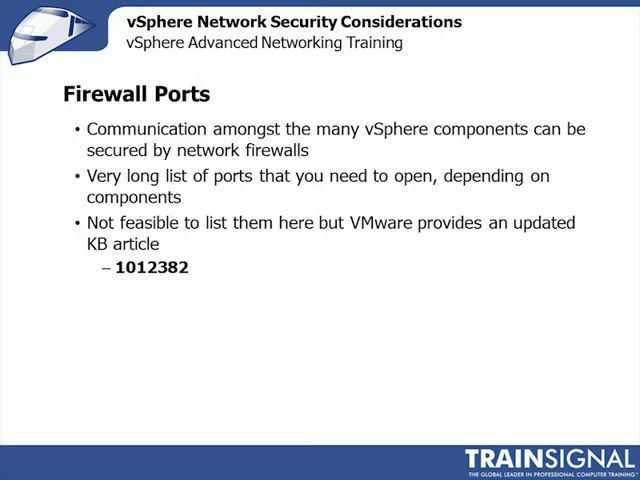 vSphere Network Security Considerations
vSphere Advanced Networking Training
Firewall Ports
• Communication amongst the many vSphere components can be
secured by network firewalls
• Very long list of ports that you need to open, depending on
components
• Not feasible to list them here but VMware provides an updated
KB article
– 1012382
TRAINSIGNAL
THE GLOBAL LEADER IN PROFESSIONAL COMPUTER TRAINING